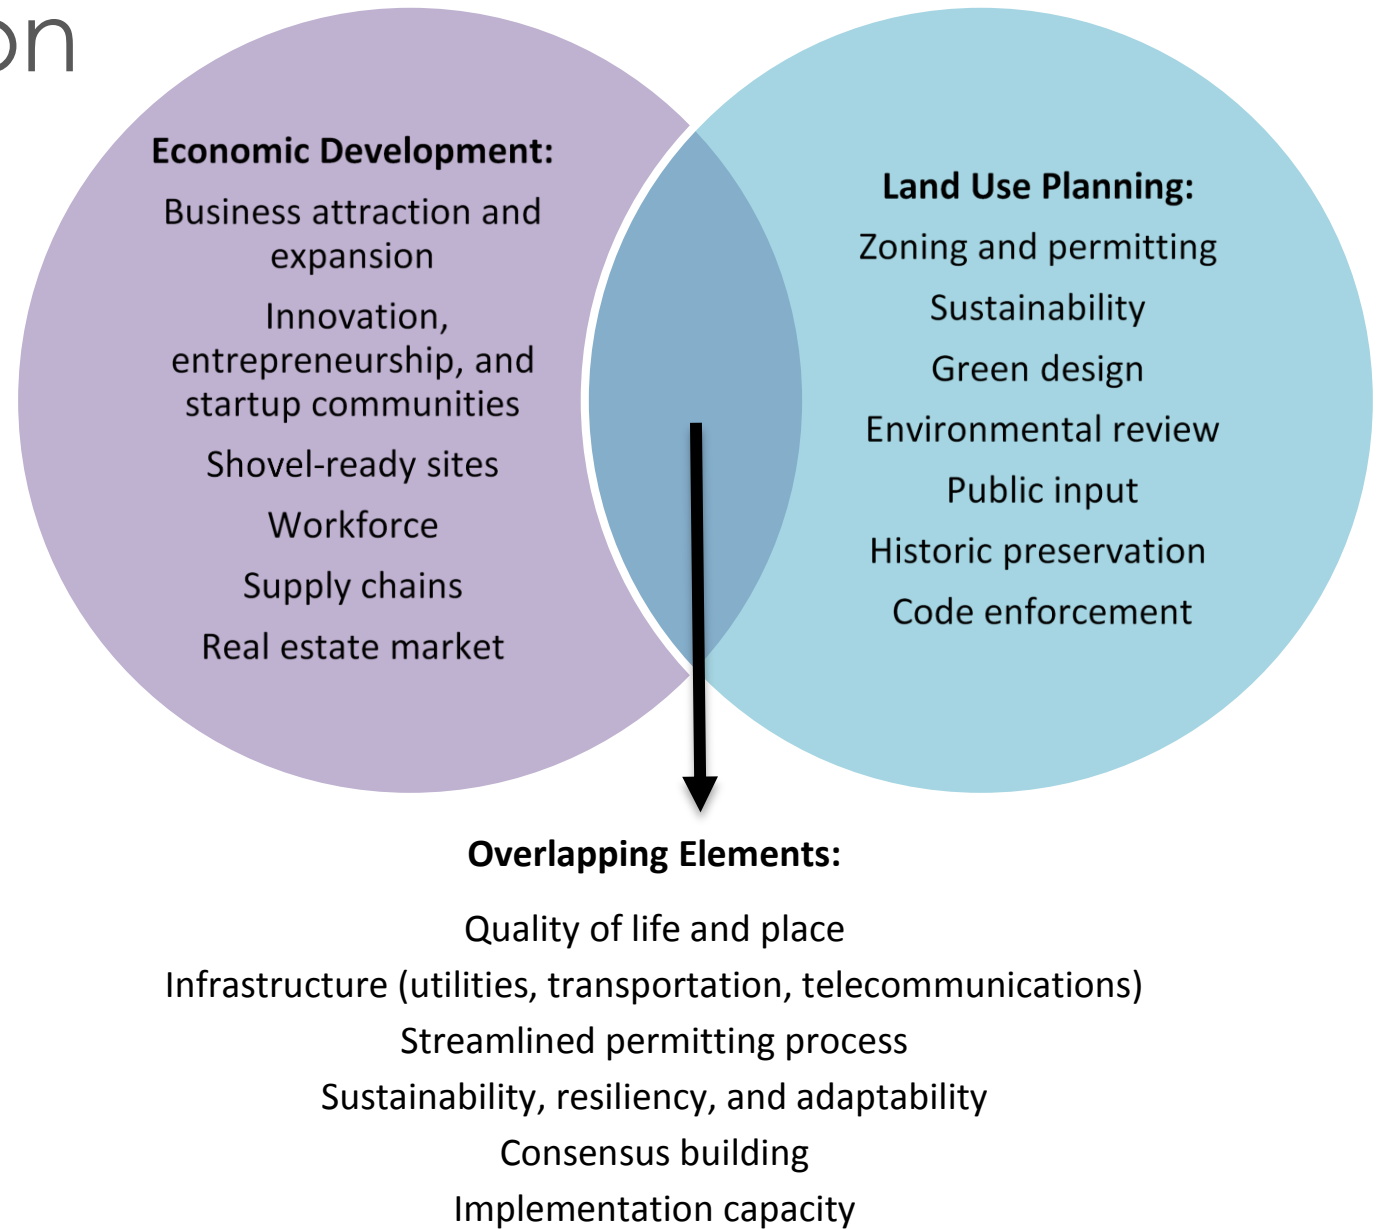 on
Economic Development:
Business attraction and
expansion
Innovation,
entrepreneurship, and
startup communities
Shovel-ready sites
Workforce
Supply chains
Real estate market
Land Use Planning:
Zoning and permitting
Sustainability
Green design
Environmental review
Public input
Historic preservation
Code enforcement
Overlapping Elements:
Quality of life and place
Infrastructure (utilities, transportation, telecommunications)
Streamlined permitting process
Sustainability, resiliency, and adaptability
Consensus building
Implementation capacity